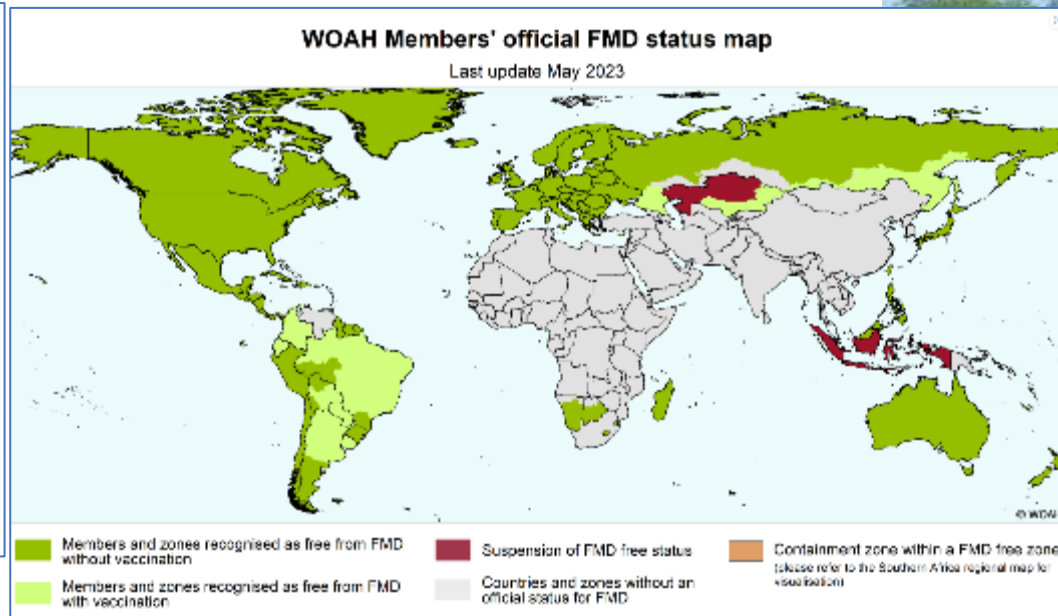 WOAH Members' official FMD status map
Last update May 2023
© WOAH
Members and zones recognised as free from FMD
without vaccination
Members and zones recognised as free from FMD
with vaccination
Suspension of FMD free status
Countries and zones without an
official status for FMD
Containment zone within a FMD free zone
(please refer to the Southern Africa regional map for
visualisation)